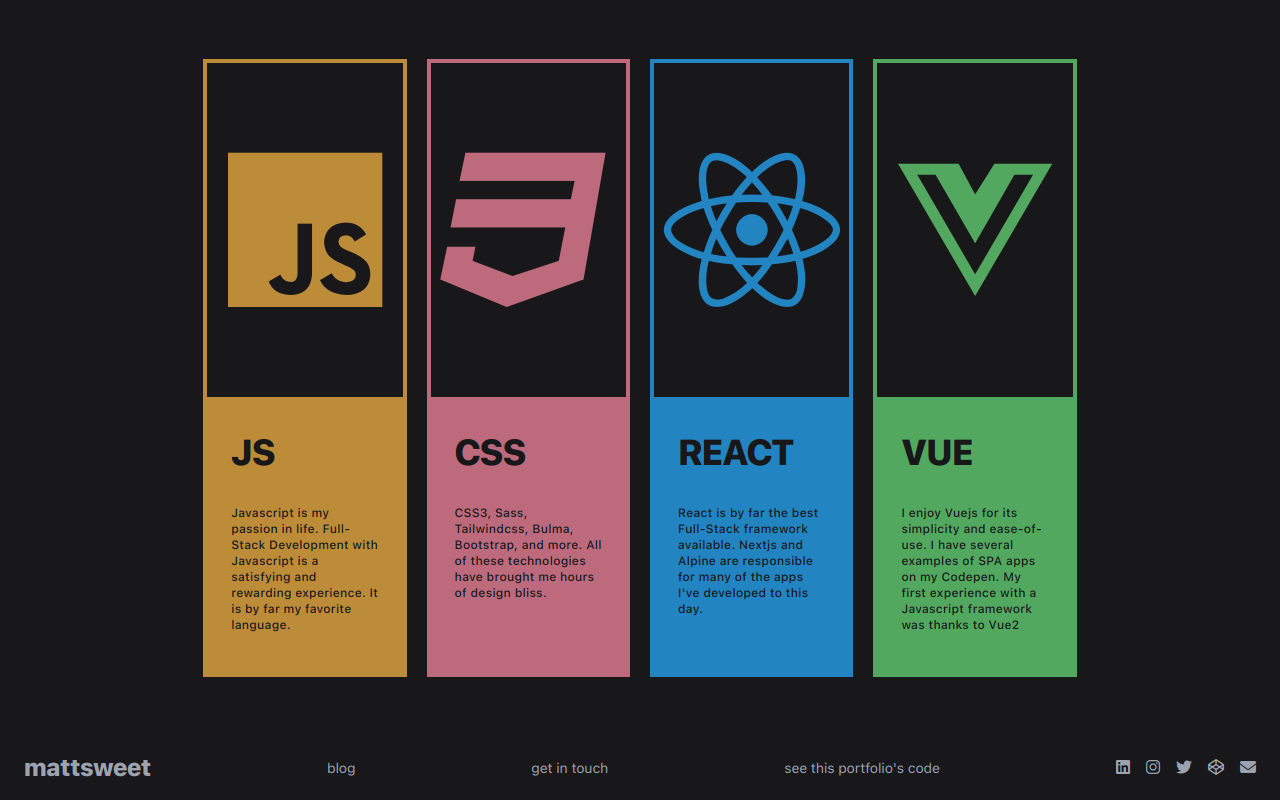 JS
JS
Javascript is my
passion in life. Full-
Stack Development with
Javascript is a
satisfying and
rewarding experience. It
is by far my favorite
language.
CSS
CSS3, Sass,
Tailwindcss, Bulma,
Bootstrap, and more. All
of these technologies
have brought me hours
of design bliss.
REACT
React is by far the best
Full-Stack framework
available. Nextjs and
Alpine are responsible
for many of the apps
I've developed to this
day.
VUE
I enjoy Vuejs for its
simplicity and ease-of-
use. I have several
examples of SPA apps
on my Codepen. My
first experience with a
Javascript framework
was thanks to Vue2
mattsweet
blog
get in touch
see this portfolio's code
in